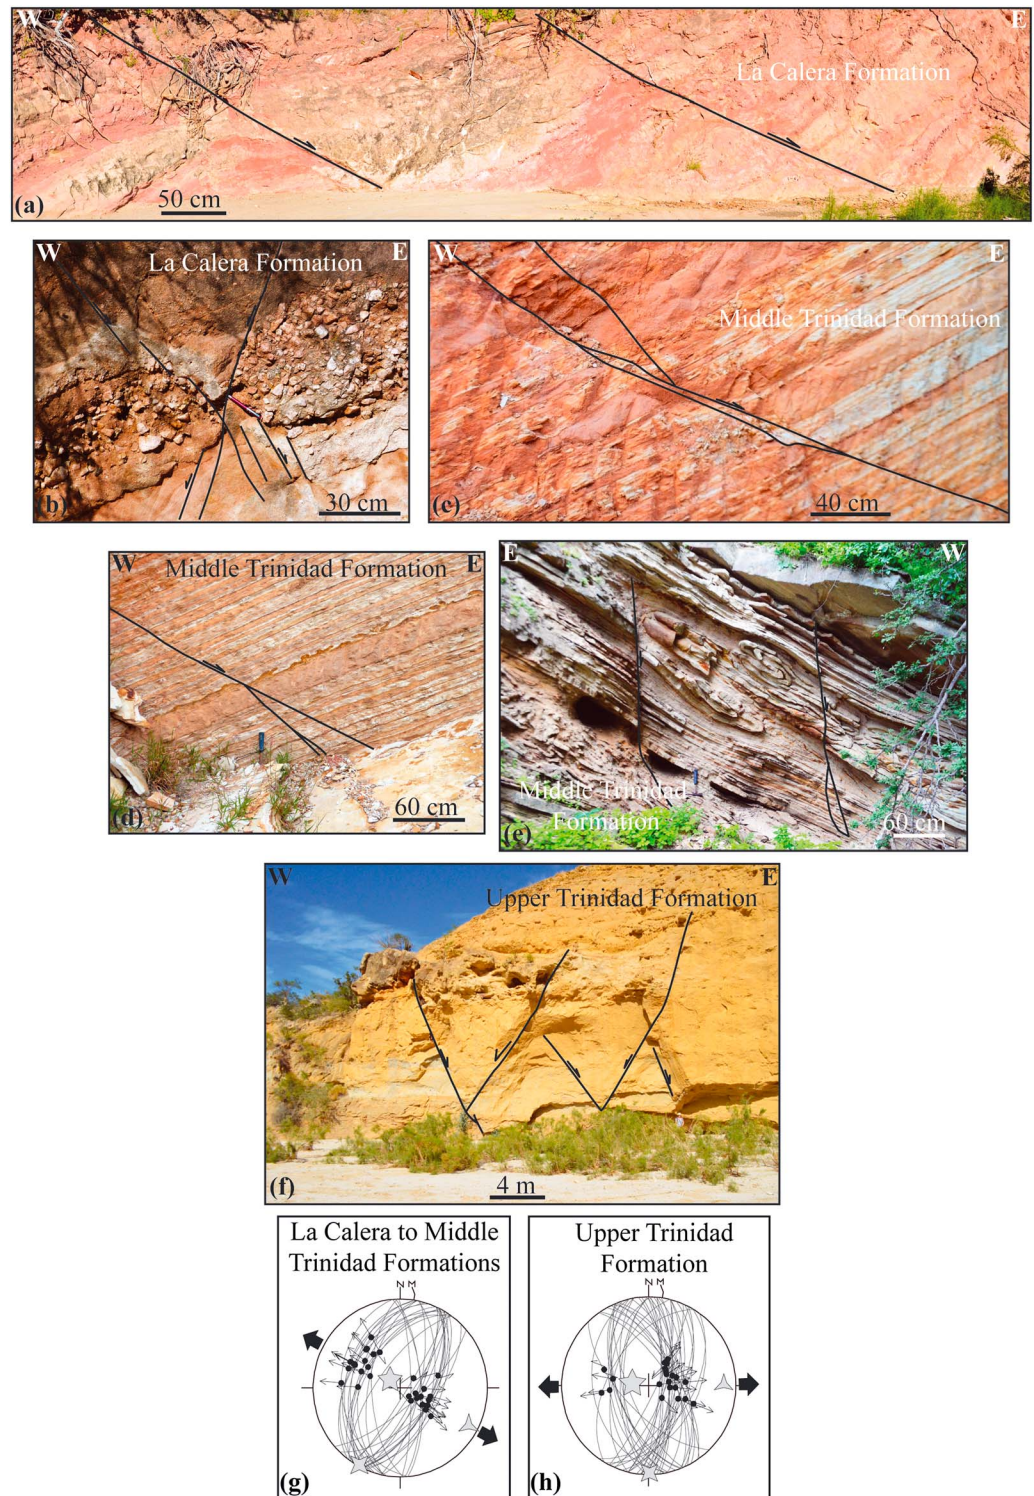 W
E
La Calera Formation
50 cm
(a)
W
La Calera Formation
E
(b)
30 cm
W
E
Middle Trinidad Formation
(c)
40 cm
W
Middle Trinidad Formation
E
(d)
60 cm
E
W
Middle Trinidad
Formation
(e)
60 cm
W
E
Upper Trinidad Formation
(f)
4 m
La Calera to Middle
Trinidad Formations
N M
(g)
Upper Trinidad
Formation
N M
(h)